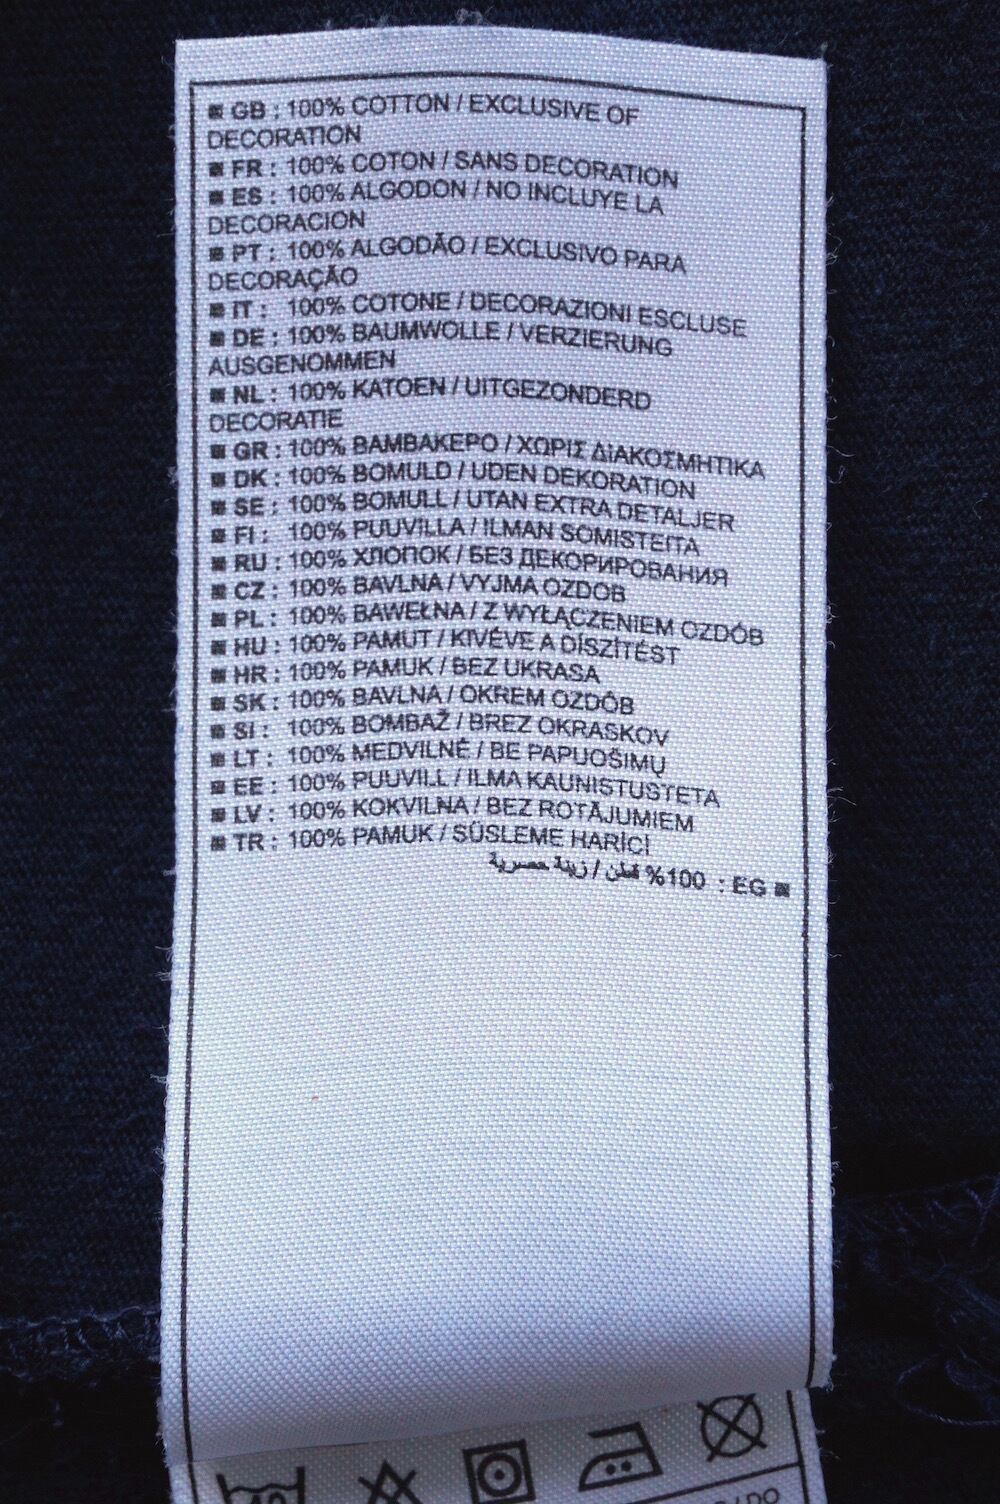 ■ GB : 100% COTTON / EXCLUSIVE OF
DECORATION
■ FR : 100% COTON / SANS DECORATION
■ ES : 100% ALGODON / NO INCLUYE LA
DECORACION
■ PT : 100% ALGODÃO / EXCLUSIVO PARA
DECORAÇÃO
■ IT : 100% COTONE / DECORAZIONI ESCLUSE
■ DE : 100% BAUMWOLLE / VERZIERUNG
AUSGENOMMEN
■ NL : 100% KATOEN / UITGEZONDERD
DECORATIE
■ GR : 100% ΒΑΜΒΑΚΕΡΟ / ΧΩΡΙΣ ΔΙΑΚΟΣΜΗΤΙΚΑ
■ DK : 100% BOMULD / UDEN DEKORATION
■ SE : 100% BOMULL / UTAN EXTRA DETALJER
■ FI : 100% PUUVILLA / ILMAN SOMISTEITA
■ RU : 100% ХЛОПОК / БЕЗ ДЕКОРИРОВАНИЯ
■ CZ : 100% BAVLNA / VYJMA OZDOB
■ PL : 100% BAWEŁNA / Z WYŁĄCZENIEM OZDÓB
■ HU : 100% PAMUT / KIVÉVE A DÍSZÍTÉST
■ HR : 100% PAMUK / BEZ UKRASA
■ SK : 100% BAVLNA / OKREM OZDÔB
■ SI : 100% BOMBAŽ / BREZ OKRASKOV
■ LT : 100% MEDVILNĖ / BE PAPUOŠIMŲ
■ EE : 100% PUUVILL / ILMA KAUNISTUSTETA
■ LV : 100% KOKVILNA / BEZ ROTĀJUMIEM
■ TR : 100% PAMUK / SÜSLEME HARİCİ
■ EG : 100% قطن / زينة حصرية
40